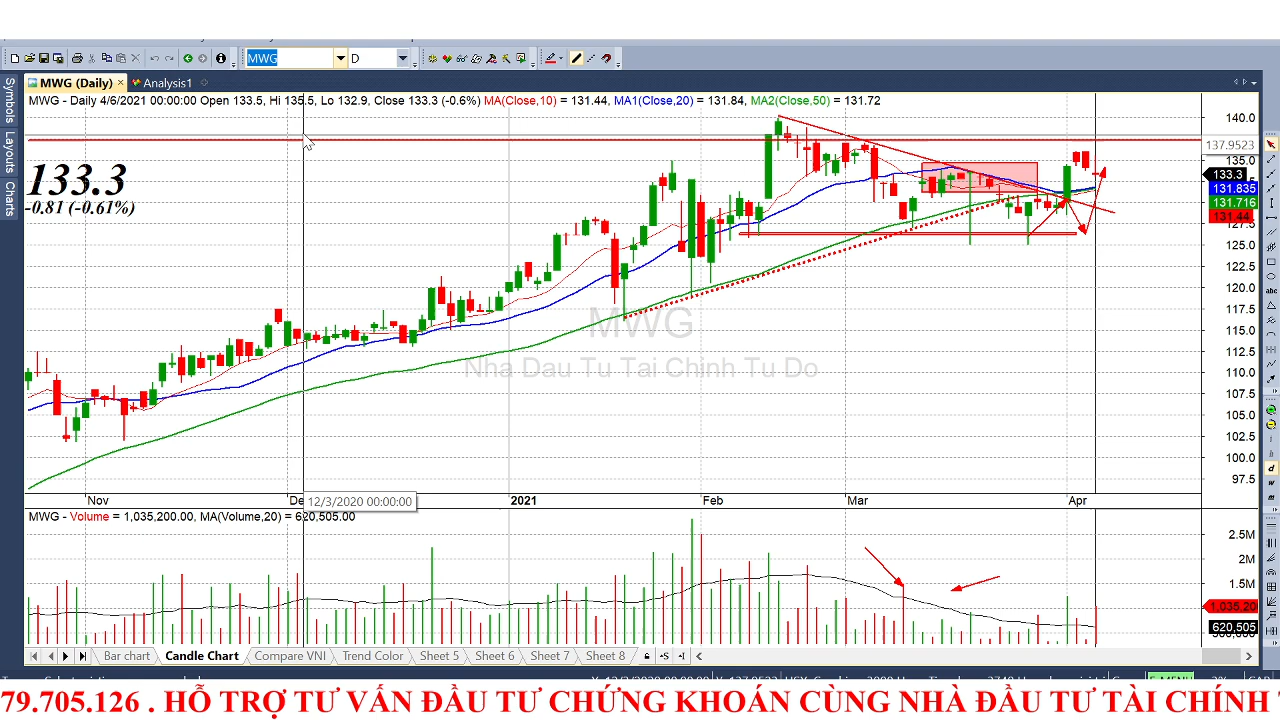 MWG
D
MWG (Daily)
Analysis1
Symbols
Layouts
Charts
MWG - Daily 4/6/2021 00:00:00 Open 133.5, Hi 135.5, Lo 132.9, Close 133.3 (-0.6%) MA(Close,10) = 131.44, MA1(Close,20) = 131.84, MA2(Close,50) = 131.72
133.3
-0.81 (-0.61%)
140.0
137.9523
135.0
133.3
131.835
131.716
131.44
127.5
125.0
122.5
120.0
117.5
115.0
112.5
110.0
107.5
105.0
102.5
100.0
97.5
MWG
Nha Dau Tu Tai Chinh Tu Do
Nov
De
12/3/2020 00:00:00
2021
Feb
Mar
Apr
MWG - Volume = 1,035,200.00, MA(Volume,20) = 620,505.00
2.5M
2M
1.5M
1,035,20
620,505
Bar chart
Candle Chart
Compare VNI
Trend Color
Sheet 5
Sheet 6
Sheet 7
Sheet 8
79.705.126 . HỖ TRỢ TƯ VẤN ĐẦU TƯ CHỨNG KHOÁN CÙNG NHÀ ĐẦU TƯ TÀI CHÍNH